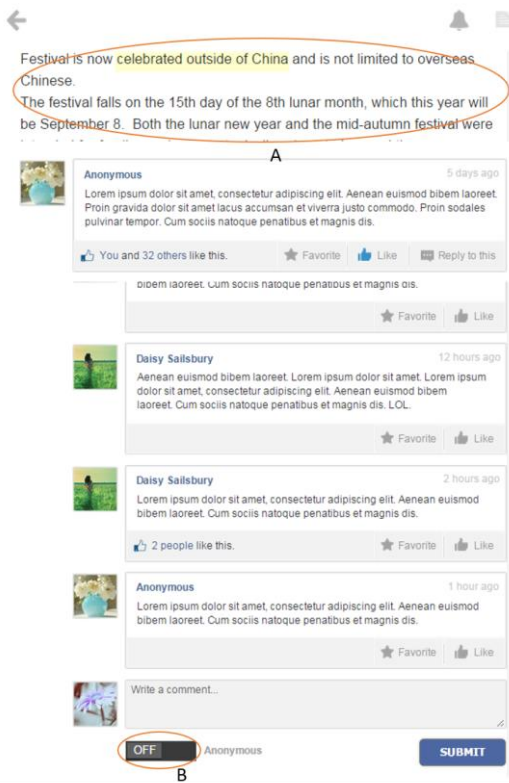 Festival is now celebrated outside of China and is not limited to overseas
Chinese.
The festival falls on the 15th day of the 8th lunar month, which this year will
be September 8. Both the lunar new year and the mid-autumn festival were
A
Anonymous 5 days ago
Lorem ipsum dolor sit amet, consectetur adipiscing elit. Aenean euismod bibem laoreet.
Proin gravida dolor sit amet lacus accumsan et viverra justo commodo. Proin sodales
pulvinar tempor. Cum sociis natoque penatibus et magnis dis.
You and 32 others like this. Favorite Like Reply to this
bibem laoreet. Cum sociis natoque penatibus et magnis dis.
Favorite Like
Daisy Sailsbury 12 hours ago
Aenean euismod bibem laoreet. Lorem ipsum dolor sit amet. Lorem ipsum
dolor sit amet, consectetur adipiscing elit. Aenean euismod bibem
laoreet. Cum sociis natoque penatibus et magnis dis. LOL.
Favorite Like
Daisy Sailsbury 2 hours ago
Lorem ipsum dolor sit amet, consectetur adipiscing elit. Aenean euismod
bibem laoreet. Cum sociis natoque penatibus et magnis dis.
2 people like this. Favorite Like
Anonymous 1 hour ago
Lorem ipsum dolor sit amet, consectetur adipiscing elit. Aenean euismod
bibem laoreet. Cum sociis natoque penatibus et magnis dis.
Favorite Like
Write a comment...
OFF Anonymous SUBMIT
B